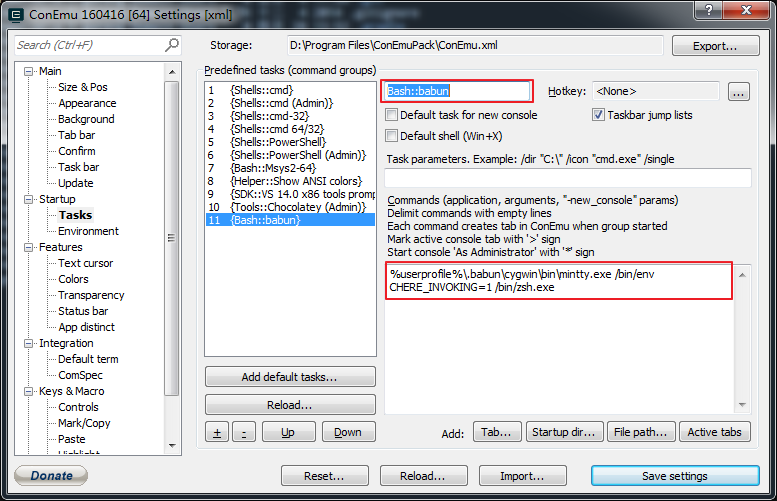 ConEmu 160416 [64] Settings [xml]
Search (Ctrl+F)
Storage:
D:\Program Files\ConEmuPack\ConEmu.xml
Export...
Main
Size & Pos
Appearance
Background
Tab bar
Confirm
Task bar
Update
Startup
Tasks
Environment
Features
Text cursor
Colors
Transparency
Status bar
App distinct
Integration
Default term
ComSpec
Keys & Macro
Controls
Mark/Copy
Paste
Highlight
Predefined tasks (command groups)
1 {Shells::cmd}
2 {Shells::cmd (Admin)}
3 {Shells::cmd-32}
4 {Shells::cmd 64/32}
5 {Shells::PowerShell}
6 {Shells::PowerShell (Admin)}
7 {Bash::Msys2-64}
8 {Helper::Show ANSI colors}
9 {SDK::VS 14.0 x86 tools promp
10 {Tools::Chocolatey (Admin)}
11 {Bash::babun}
Add default tasks...
Reload...
+
-
Up
Down
Bash::babun
Hotkey:
<None>
...
Default task for new console
Taskbar jump lists
Default shell (Win+X)
Task parameters. Example: /dir "C:\" /icon "cmd.exe" /single
Commands (application, arguments, "-new_console" params)
Delimit commands with empty lines
Each command creates tab in ConEmu when group started
Mark active console tab with '>' sign
Start console 'As Administrator' with '*' sign
%userprofile%\.babun\cygwin\bin\mintty.exe /bin/env
CHERE_INVOKING=1 /bin/zsh.exe
Add:
Tab...
Startup dir...
File path...
Active tabs
Donate
Reset...
Reload...
Import...
Save settings